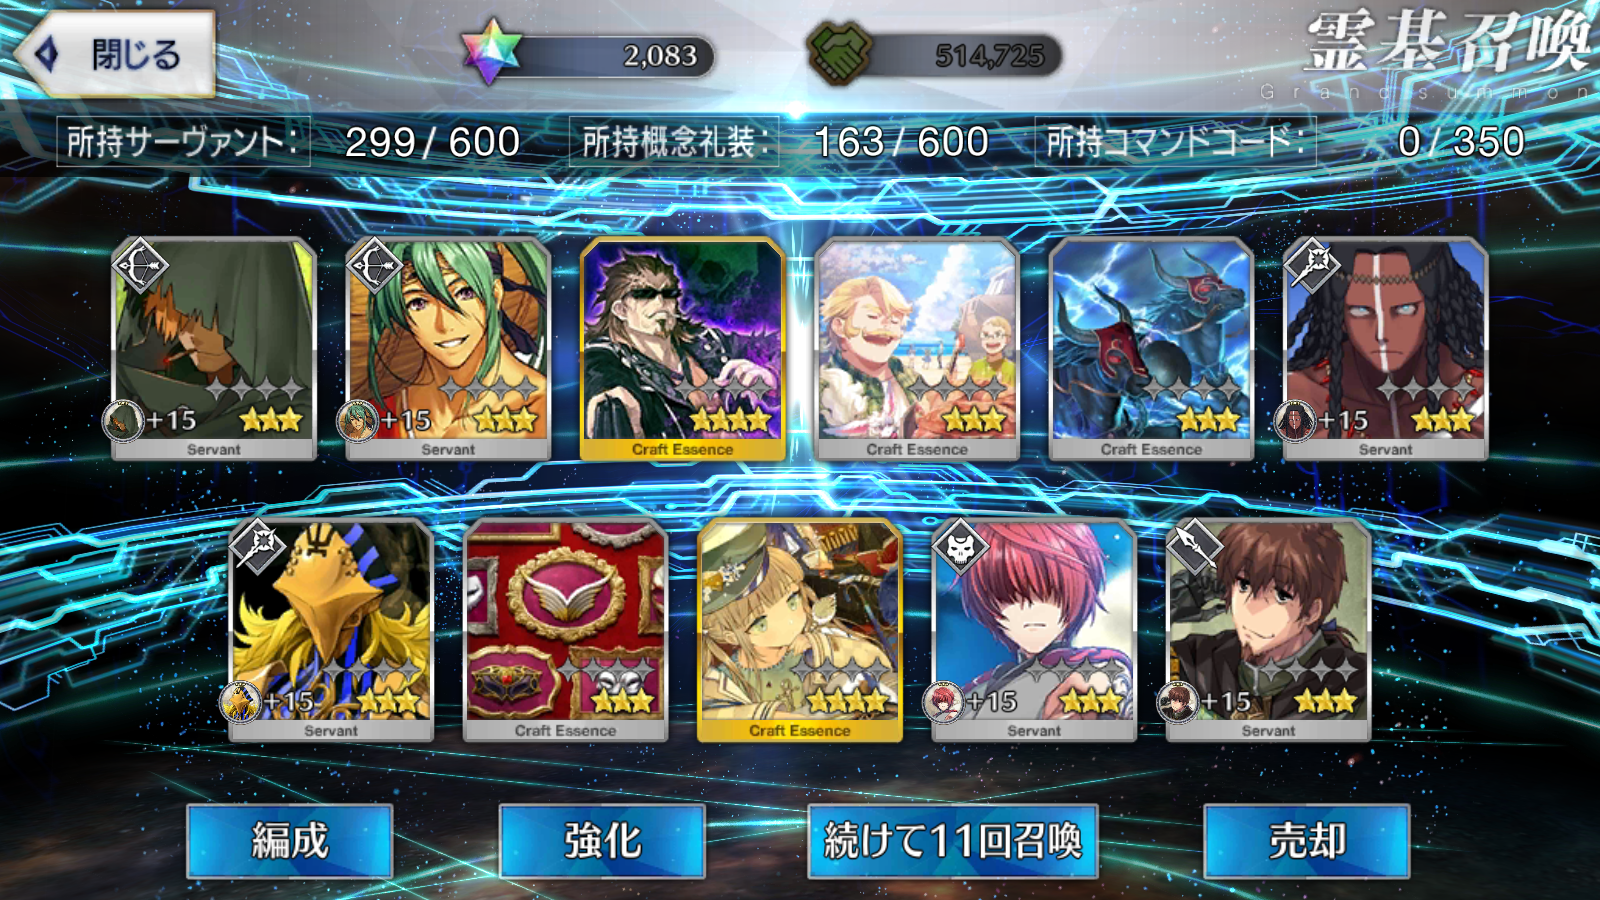 閉じる
2,083
514,725
霊基召喚
Grand summon
所持サーヴァント: 299 / 600
所持概念礼装: 163 / 600
所持コマンドコード: 0 / 350
+15
Servant
+15
Servant
Craft Essence
Craft Essence
Craft Essence
+15
Servant
+15
Servant
Craft Essence
Craft Essence
+15
Servant
+15
Servant
編成
強化
続けて11回召喚
売却